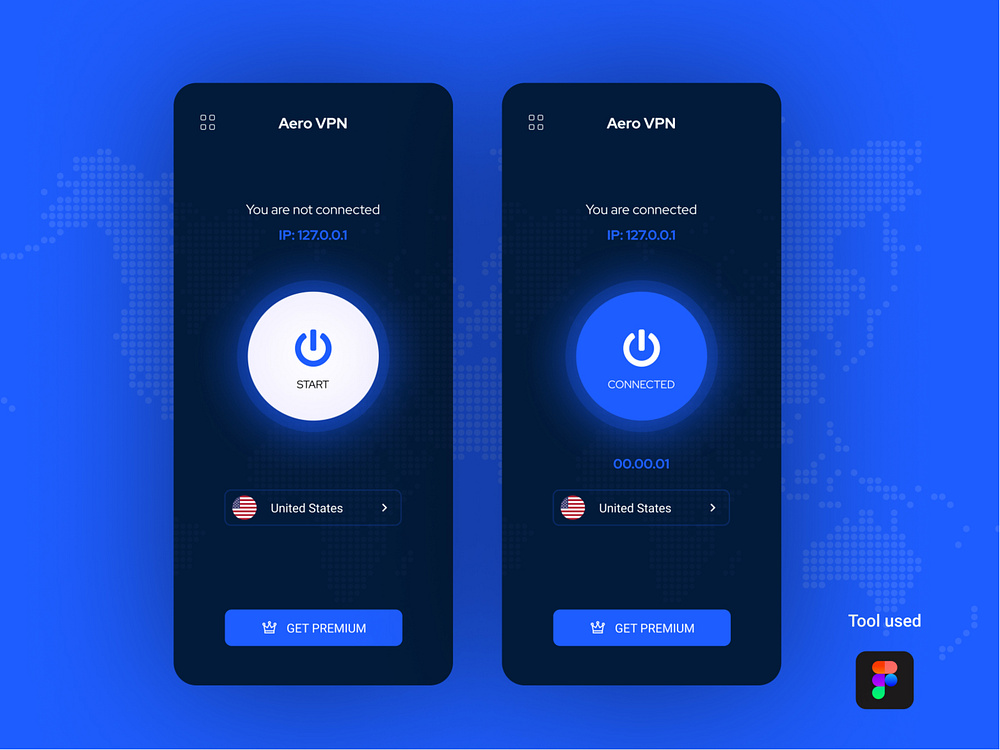 Aero VPN
You are not connected
IP: 127.0.0.1
START
United States
GET PREMIUM
Aero VPN
You are connected
IP: 127.0.0.1
CONNECTED
00.00.01
United States
GET PREMIUM
Tool used